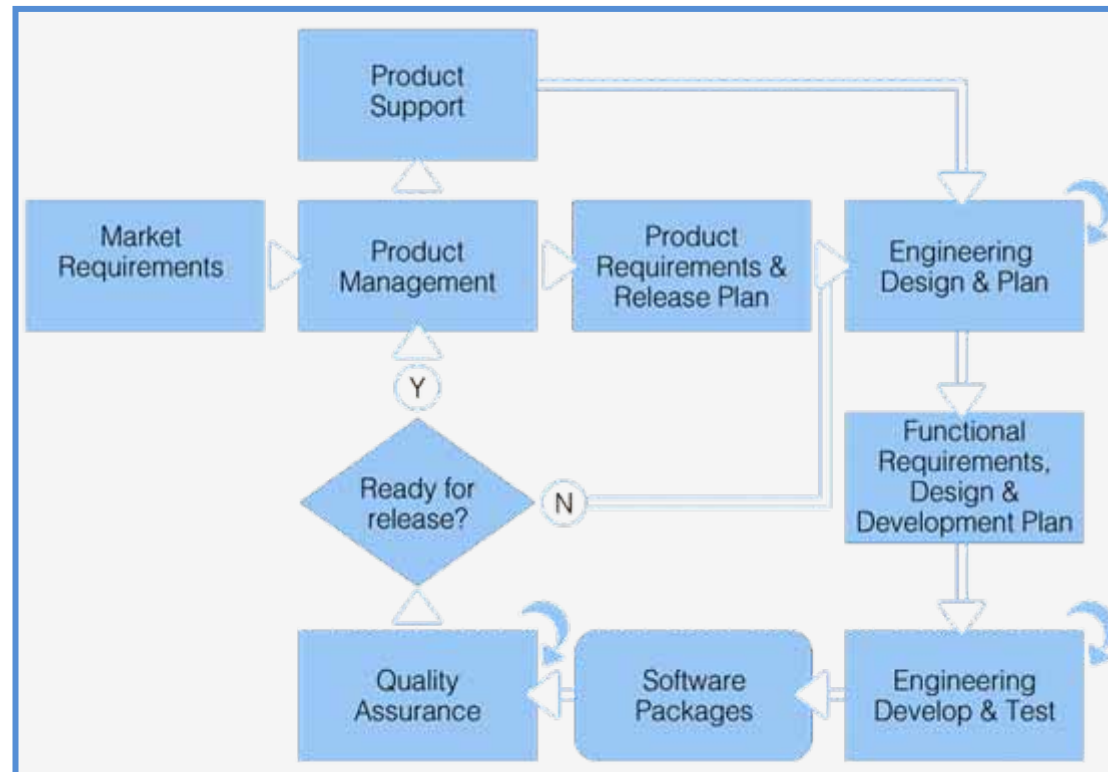 Product
Support
Market
Requirements
Product
Management
Product
Requirements &
Release Plan
Engineering
Design & Plan
Y
Ready for
release?
N
Functional
Requirements,
Design &
Development Plan
Quality
Assurance
Software
Packages
Engineering
Develop & Test